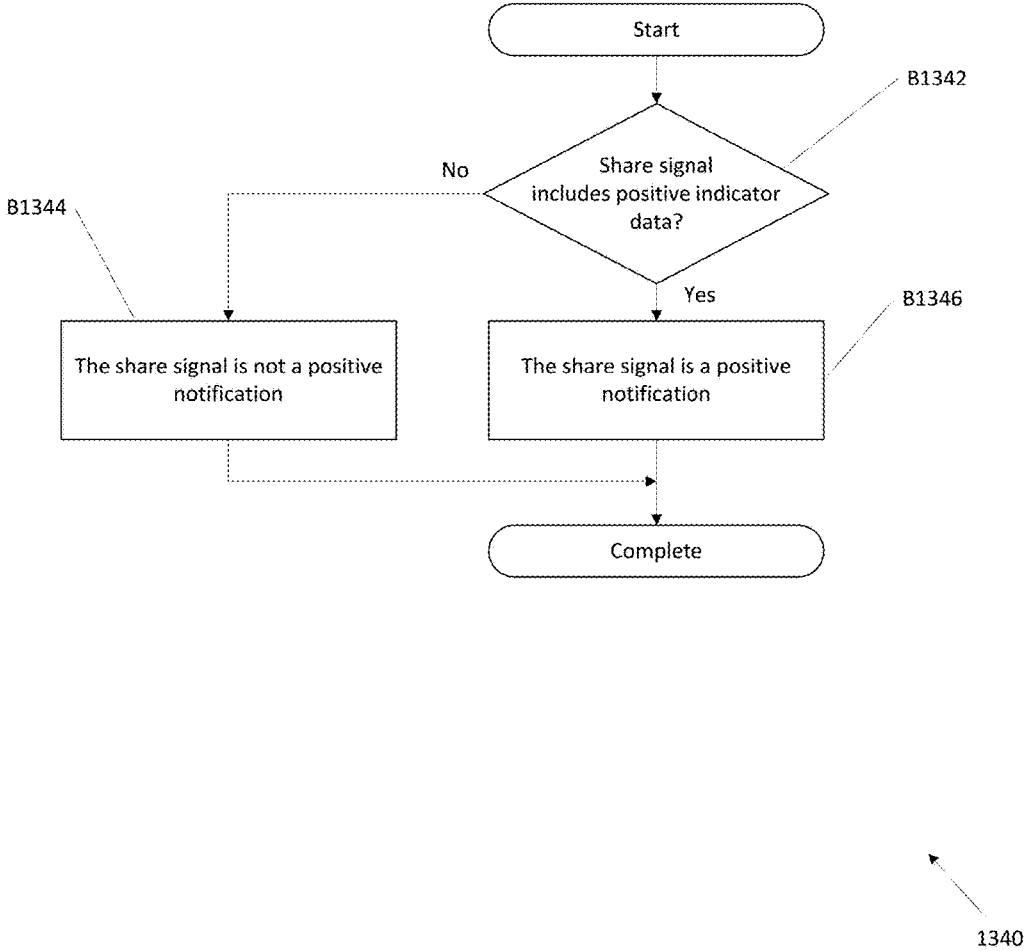 Start
B1342
Share signal
includes positive indicator
data?
No
B1344
Yes
B1346
The share signal is not a positive
notification
The share signal is a positive
notification
Complete
1340